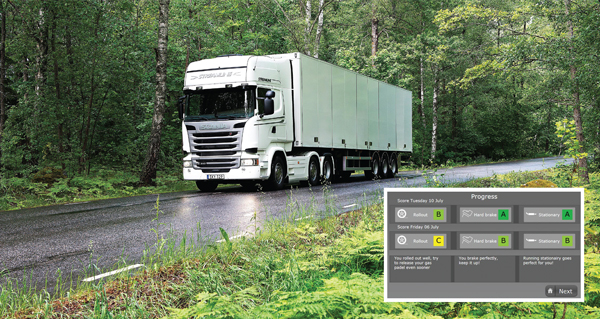 Progress
Score Tuesday 10 July
Rollout B Hard brake A Stationary A
Score Friday 06 July
Rollout C Hard brake B Stationary B
You rolled out well, try You brake perfectly, Running stationary goes
to release your gas keep it up! perfect for you!
pedal even sooner
Next